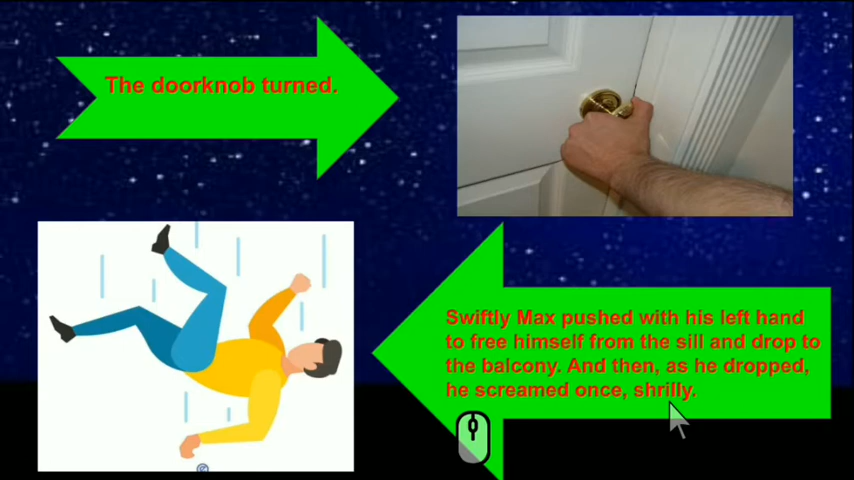 The doorknob turned.
Swiftly Max pushed with his left hand
to free himself from the sill and drop to
the balcony. And then, as he dropped,
he screamed once, shrilly.
©